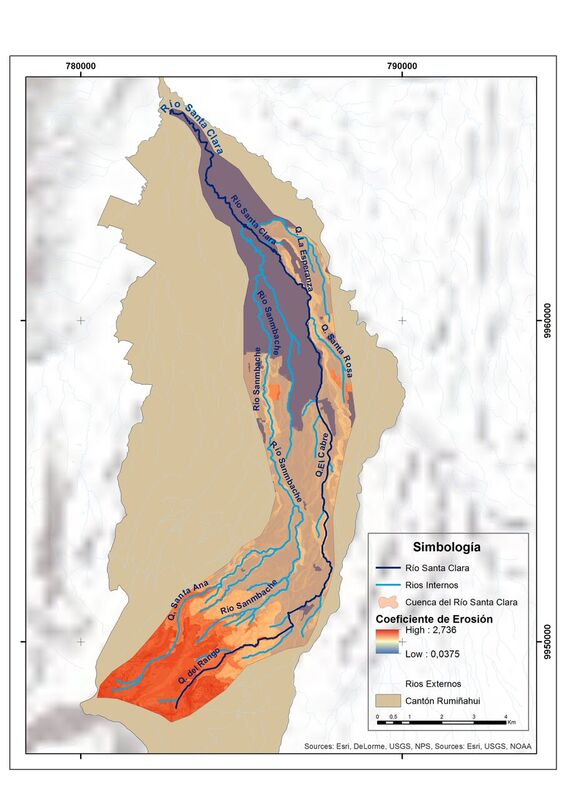 780000
790000
Río Santa Clara
Río Santa Clara
Q. La Esperanza
9960000
Río Sanmbache
Q. Santa Rosa
Río Sanmbache
Q.El Cabre
Río Sanmbache
Simbología
Río Santa Clara
Rios Internos
Cuenca del Río Santa Clara
Coeficiente de Erosión
High : 2,736
Low : 0,0375
Rios Externos
Cantón Rumiñahui
0 0.5 1 2 3 4
Km
Q. Santa Ana
Río Sanmbache
9950000
Q. del Rango
Sources: Esri, DeLorme, USGS, NPS, Sources: Esri, USGS, NOAA